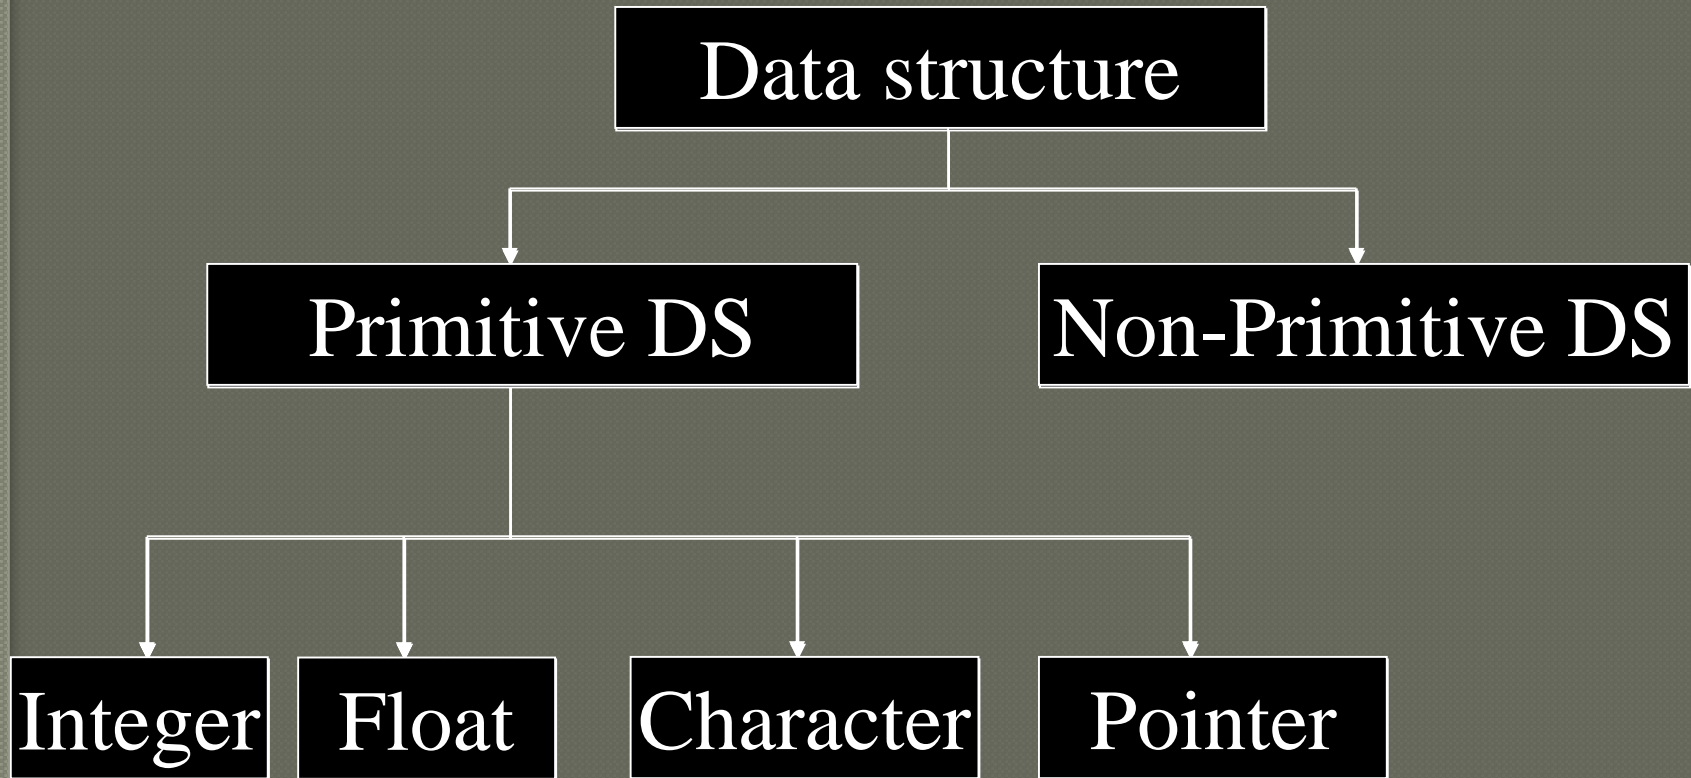 Data structure
Primitive DS
Non-Primitive DS
Integer
Float
Character
Pointer